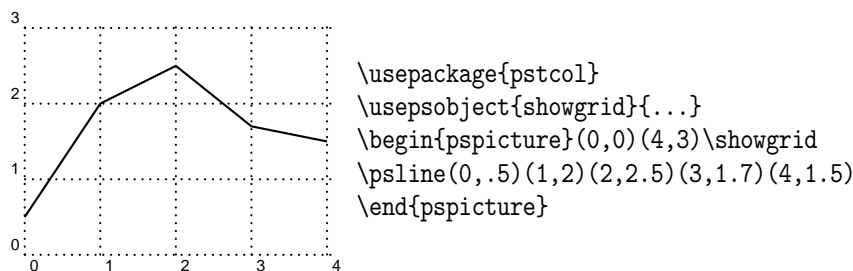 3
2
1
0
0 1 2 3 4
\usepackage{pstcol}
\usepsobject{showgrid}{...}
\begin{pspicture}(0,0)(4,3)\showgrid
\psline(0,.5)(1,2)(2,2.5)(3,1.7)(4,1.5)
\end{pspicture}